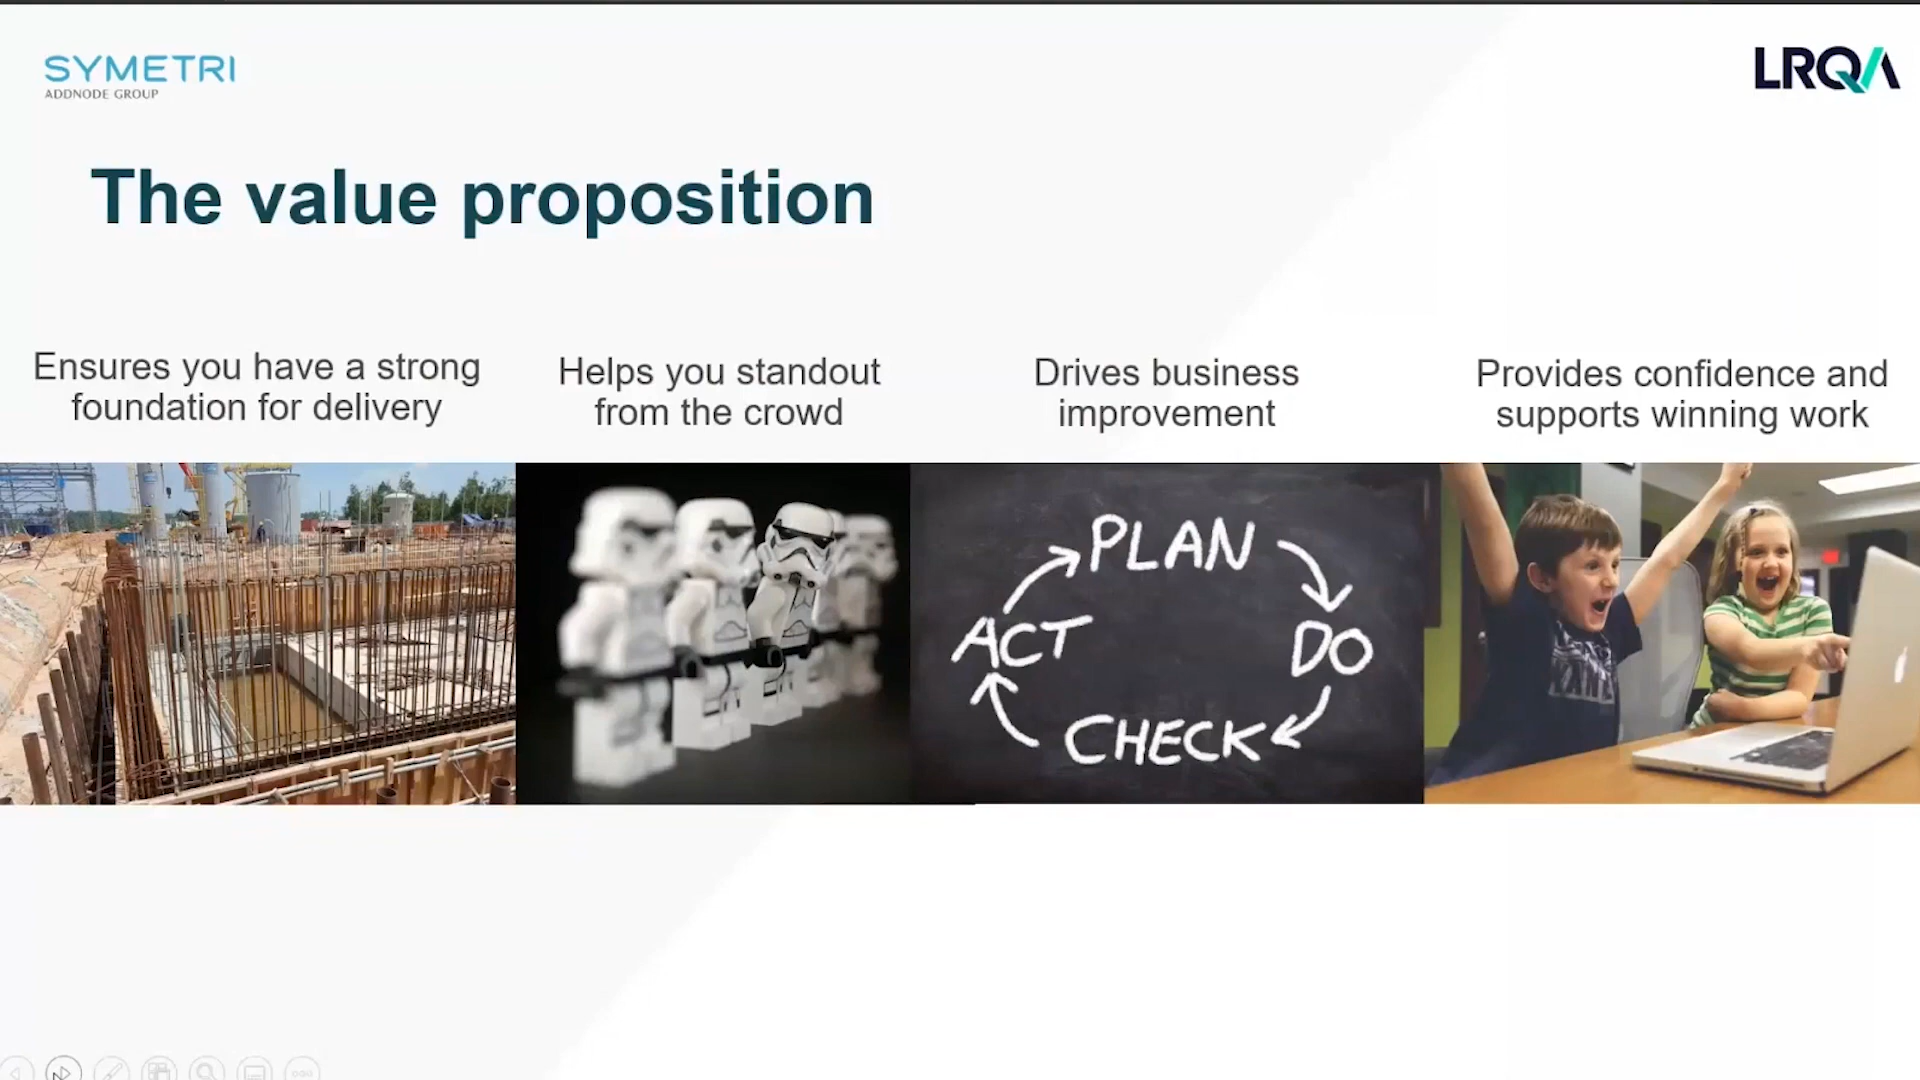 SYMETRI
ADDNODE GROUP
LRQA
The value proposition
Ensures you have a strong
foundation for delivery
Helps you standout
from the crowd
Drives business
improvement
Provides confidence and
supports winning work
PLAN
ACT
DO
CHECK